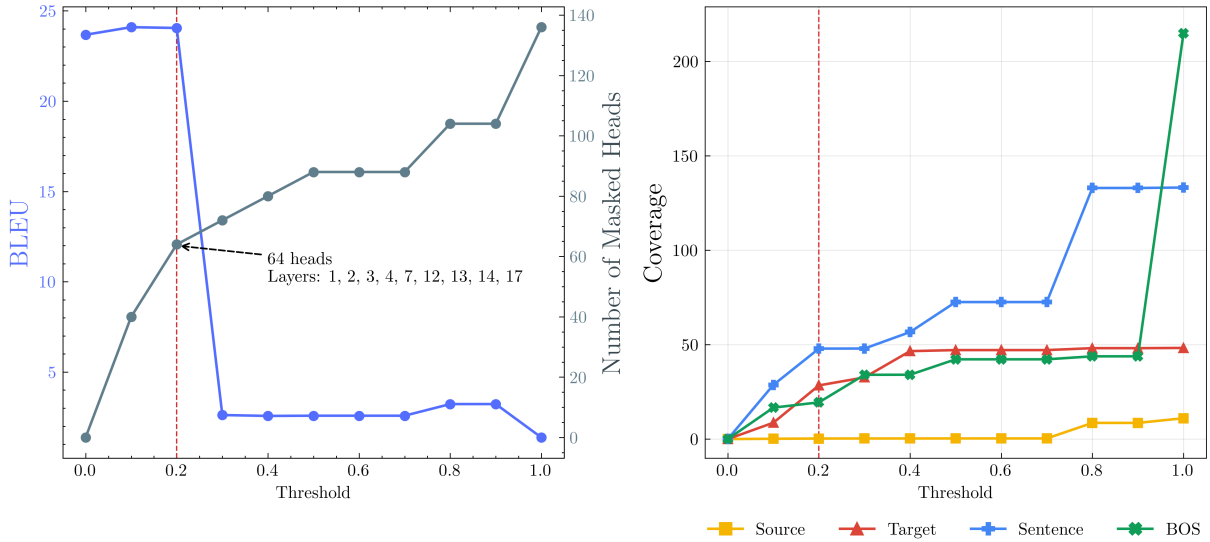 25
20
15
10
5
BLEU
140
120
100
80
60
40
20
0
Number of Masked Heads
64 heads
Layers: 1, 2, 3, 4, 7, 12, 13, 14, 17
0.0 0.2 0.4 0.6 0.8 1.0
Threshold
200
150
100
50
0
Coverage
0.0 0.2 0.4 0.6 0.8 1.0
Threshold
Source Target Sentence BOS